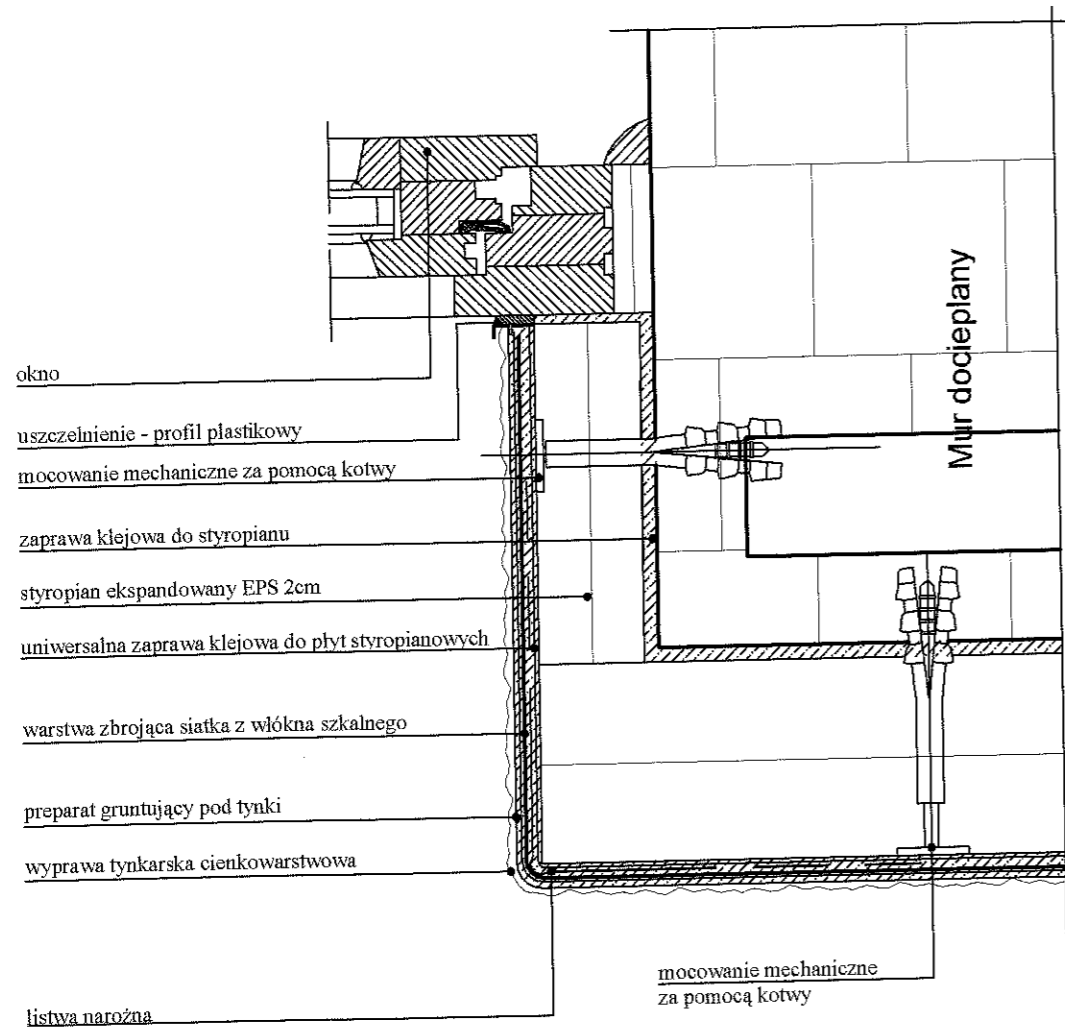 Mur docieplany
okno
uszczelnienie - profil plastikowy
mocowanie mechaniczne za pomocą kotwy
zaprawa klejowa do styropianu
styropian ekspandowany EPS 2cm
uniwersalna zaprawa klejowa do płyt styropianowych
warstwa zbrojąca siatka z włókna szkalnego
preparat gruntujący pod tynki
wyprawa tynkarska cienkowarstwowa
mocowanie mechaniczne
za pomocą kotwy
listwa narożna